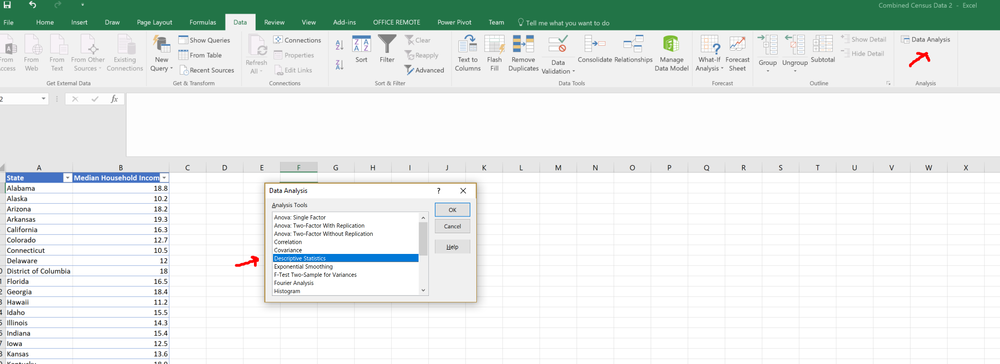 Combined Census Data 2 - Excel
File Home Insert Draw Page Layout Formulas Data Review View Add-ins OFFICE REMOTE Power Pivot Team Tell me what you want to do
From Access
From Web
From Text
From Other Sources
Existing Connections
Get External Data
New Query
Show Queries
From Table
Recent Sources
Get & Transform
Refresh All
Connections
Properties
Edit Links
Connections
Sort
Filter
Clear
Reapply
Advanced
Sort & Filter
Text to Columns
Flash Fill
Remove Duplicates
Data Validation
Consolidate
Relationships
Manage Data Model
Data Tools
What-If Analysis
Forecast Sheet
Forecast
Group
Ungroup
Subtotal
Show Detail
Hide Detail
Outline
Data Analysis
Analysis
2 fx
A B C D E F G H I J K L M N O P Q R S T U V W X
State Median Household Incom
Alabama 18.8
Alaska 10.2
Arizona 18.2
Arkansas 19.3
California 16.3
Colorado 12.7
Connecticut 10.5
Delaware 12
0 District of Columbia 18
1 Florida 16.5
2 Georgia 18.4
3 Hawaii 11.2
4 Idaho 15.5
5 Illinois 14.3
6 Indiana 15.4
7 Iowa 12.5
8 Kansas 13.6
Kentucky 18.9
Data Analysis ?
Analysis Tools
Anova: Single Factor
Anova: Two-Factor With Replication
Anova: Two-Factor Without Replication
Correlation
Covariance
Descriptive Statistics
Exponential Smoothing
F-Test Two-Sample for Variances
Fourier Analysis
Histogram
OK
Cancel
Help